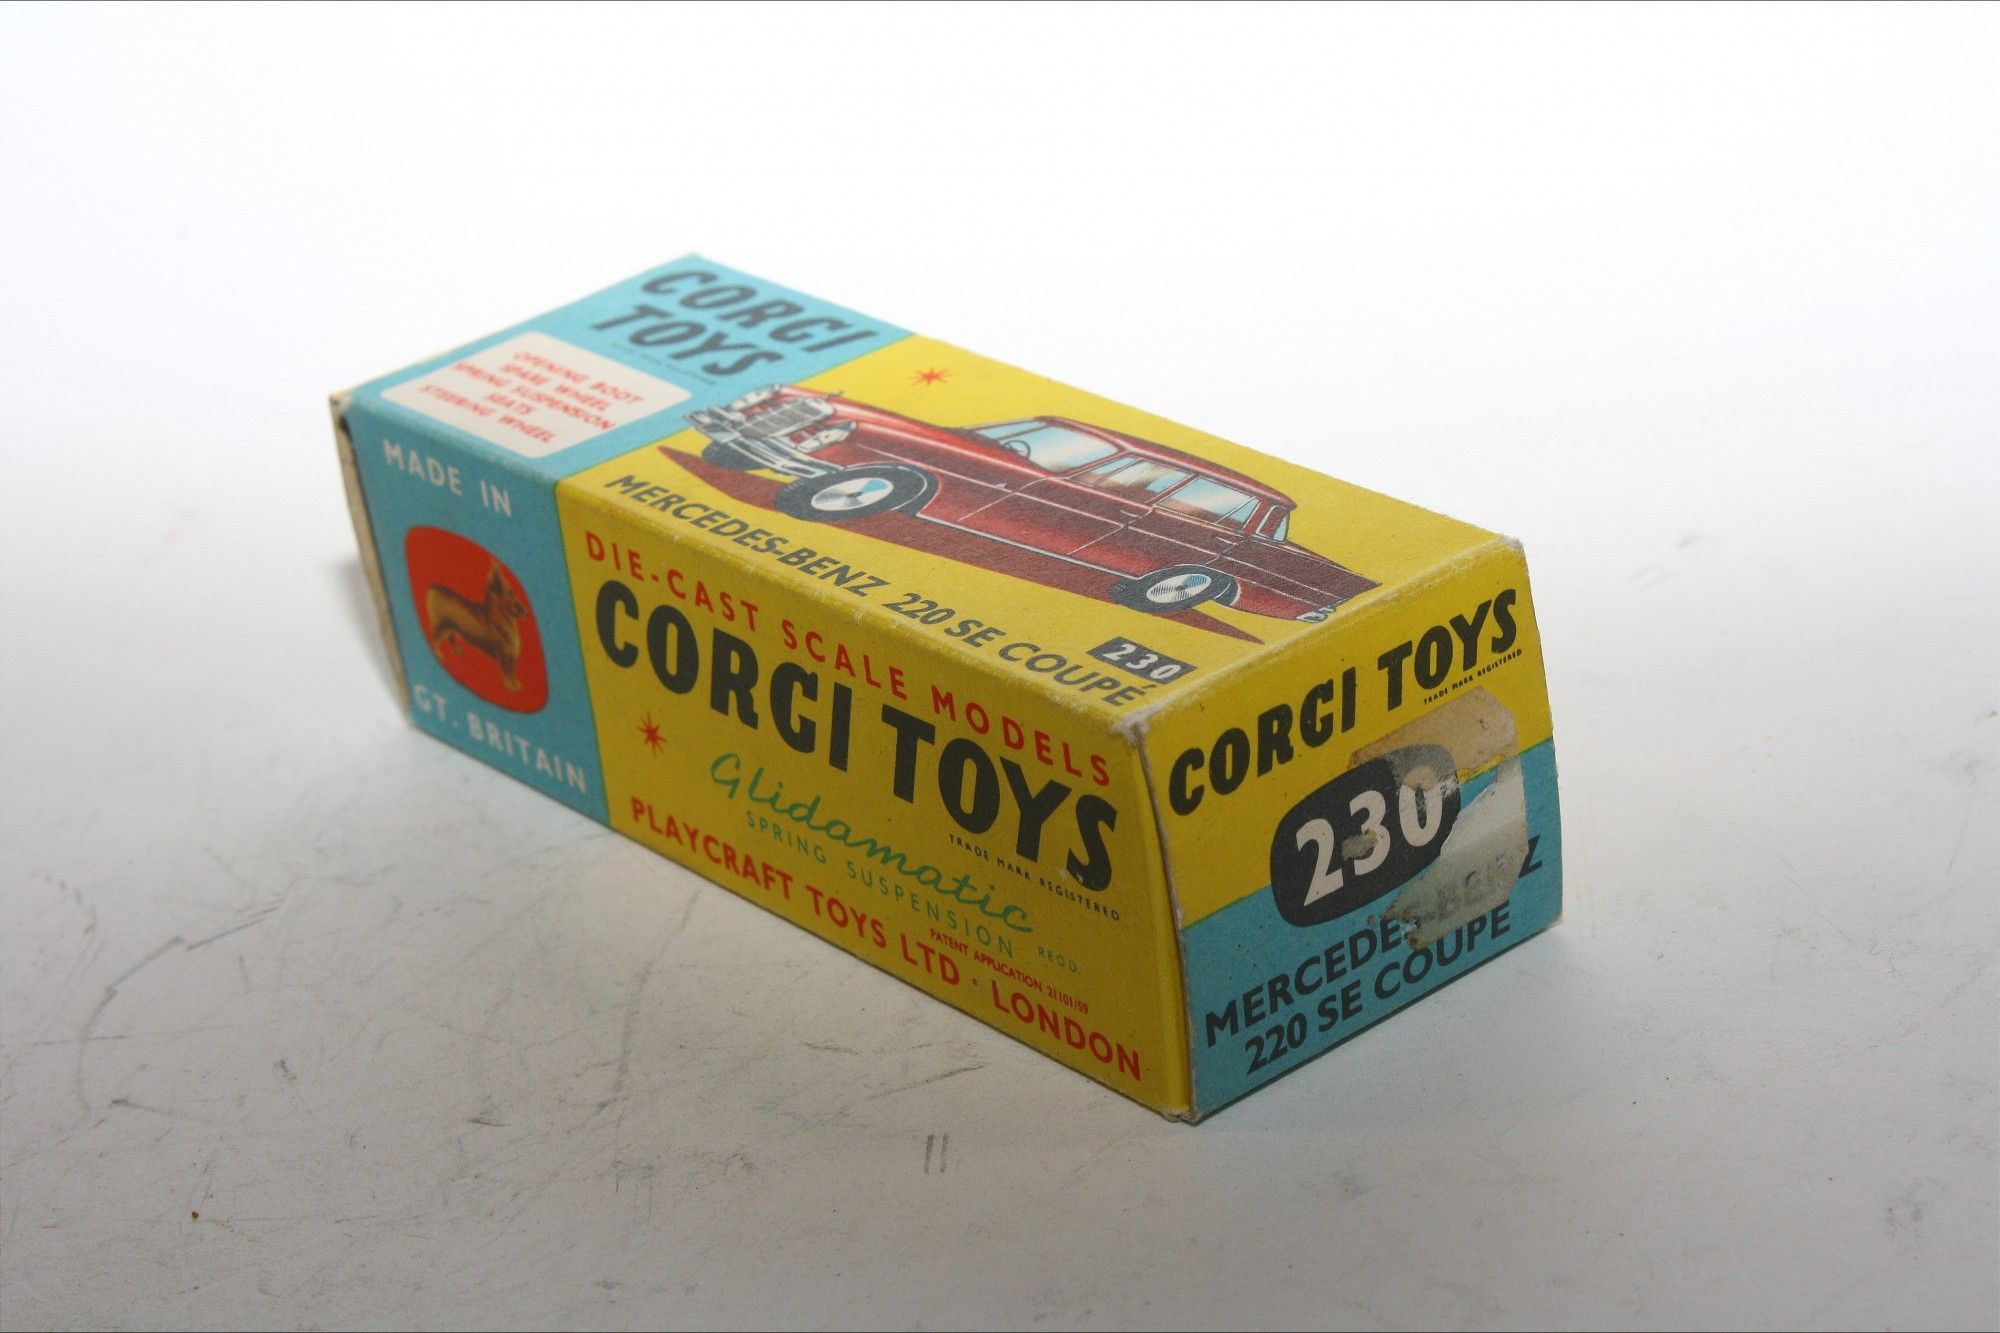 CORGI
TOYS
OPENING BOOT
SPARE WHEEL
SPRING SUSPENSION
SEATS
STEERING WHEEL
MERCEDES-BENZ 220 SE COUPÉ
230
MADE IN
GT. BRITAIN
DIE-CAST SCALE MODELS
CORGI TOYS
TRADE MARK REGISTERED
Glidamatic
SPRING SUSPENSION REGD.
PATENT APPLICATION 21101/59
PLAYCRAFT TOYS LTD · LONDON
CORGI TOYS
TRADE MARK REGISTERED
230
MERCEDES-BENZ
220 SE COUPÉ